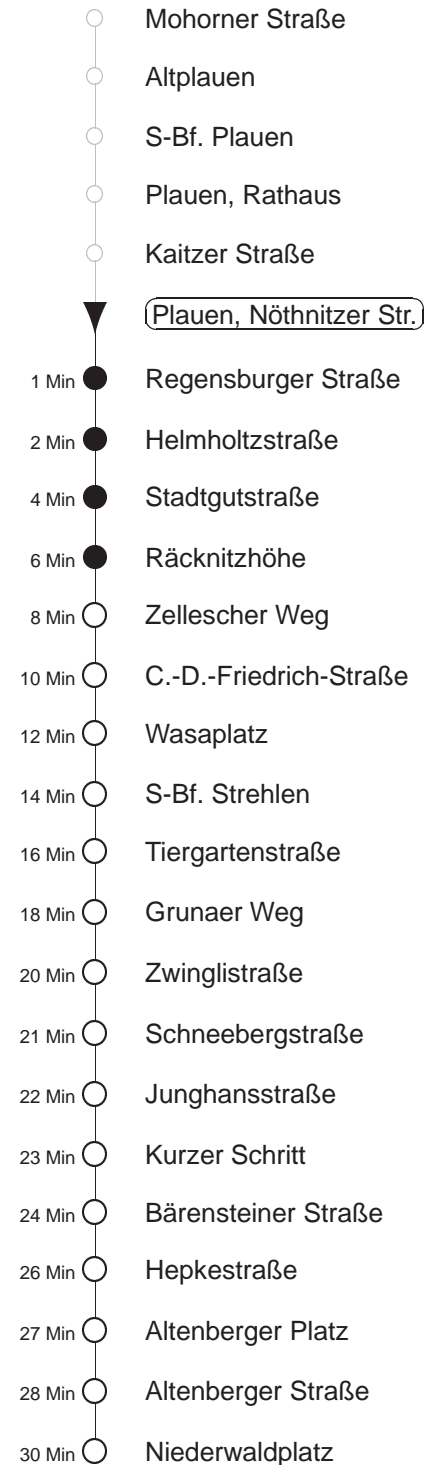 Mohorner Straße
Altplauen
S-Bf. Plauen
Plauen, Rathaus
Kaitzer Straße
Plauen, Nöthnitzer Str.
1 Min Regensburger Straße
2 Min Helmholtzstraße
4 Min Stadtgutstraße
6 Min Räcknitzhöhe
8 Min Zellescher Weg
10 Min C.-D.-Friedrich-Straße
12 Min Wasaplatz
14 Min S-Bf. Strehlen
16 Min Tiergartenstraße
18 Min Grunaer Weg
20 Min Zwinglistraße
21 Min Schneebergstraße
22 Min Junghansstraße
23 Min Kurzer Schritt
24 Min Bärensteiner Straße
26 Min Hepkestraße
27 Min Altenberger Platz
28 Min Altenberger Straße
30 Min Niederwaldplatz